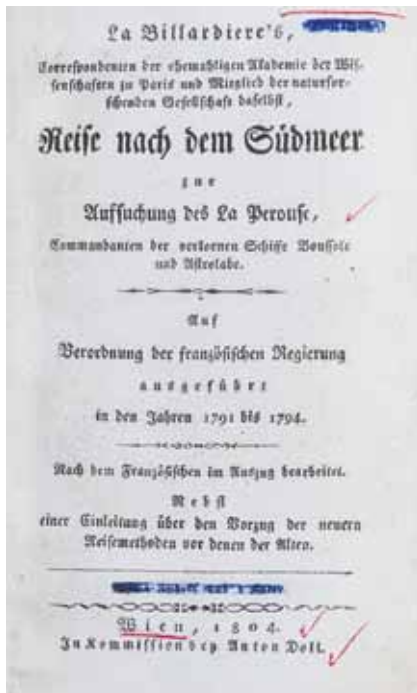 La Billardiere's,
Correspondenten der ehemahligen Akademie der Wis-
senschaften zu Paris und Mitglied der naturfor-
schenden Gesellschaft daselbst,
Reise nach dem Südmeer
zur
Aufsuchung des La Perouse,
Commandanten der verlornen Schiffe Boussole
und Astrolabe.
Auf
Verordnung der französischen Regierung
ausgeführt
in den Jahren 1791 bis 1794.
Nach dem Französischen im Auszug bearbeitet.
Nebst
einer Einleitung über den Vorzug der neuern
Reisemethoden vor denen der Alten.
Wien, 1804.
In Kommission bey Anton Doll.